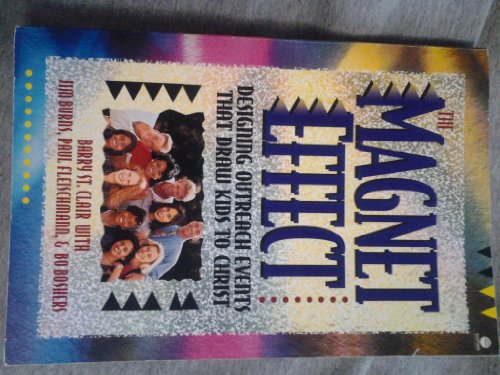 THE
MAGNET
EFFECT
DESIGNING OUTREACH EVENTS
THAT DRAW KIDS TO CHRIST
BARRY ST. CLAIR WITH
JIM BURNS, PAUL FLEISCHMANN, & BO BOSHERS